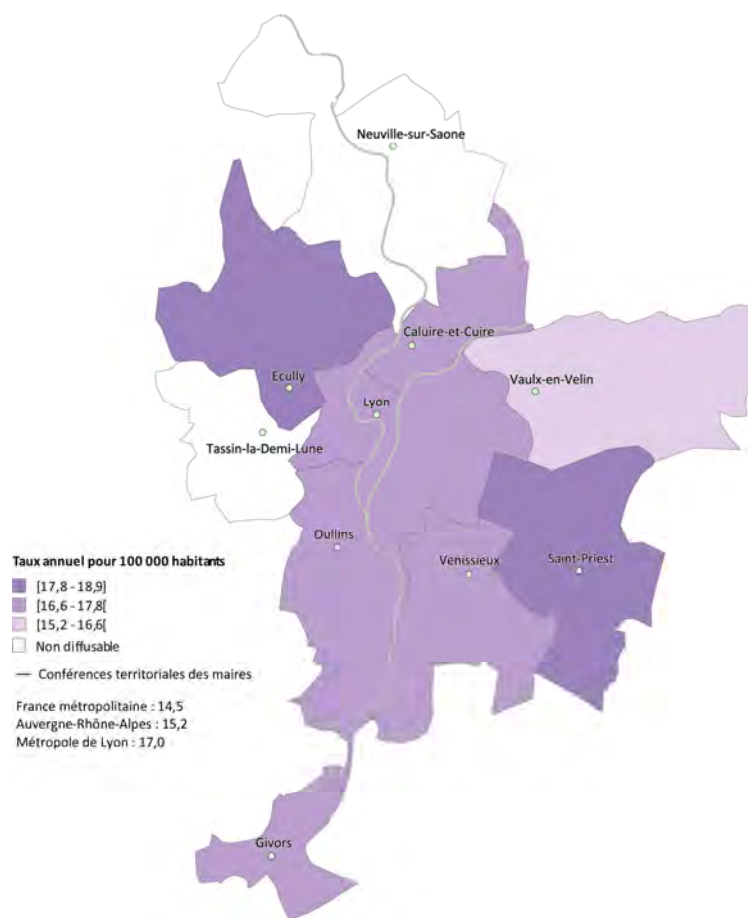 Neuville-sur-Saone
Caluire-et-Cuire
Ecully
Vaulx-en-Velin
Lyon
Tassin-la-Demi-Lune
Oullins
Venissieux
Saint-Priest
Taux annuel pour 100 000 habitants
[17,8 - 18,9]
[16,6 - 17,8[
[15,2 - 16,6[
Non diffusable
Conférences territoriales des maires
France métropolitaine : 14,5
Auvergne-Rhône-Alpes : 15,2
Métropole de Lyon : 17,0
Givors